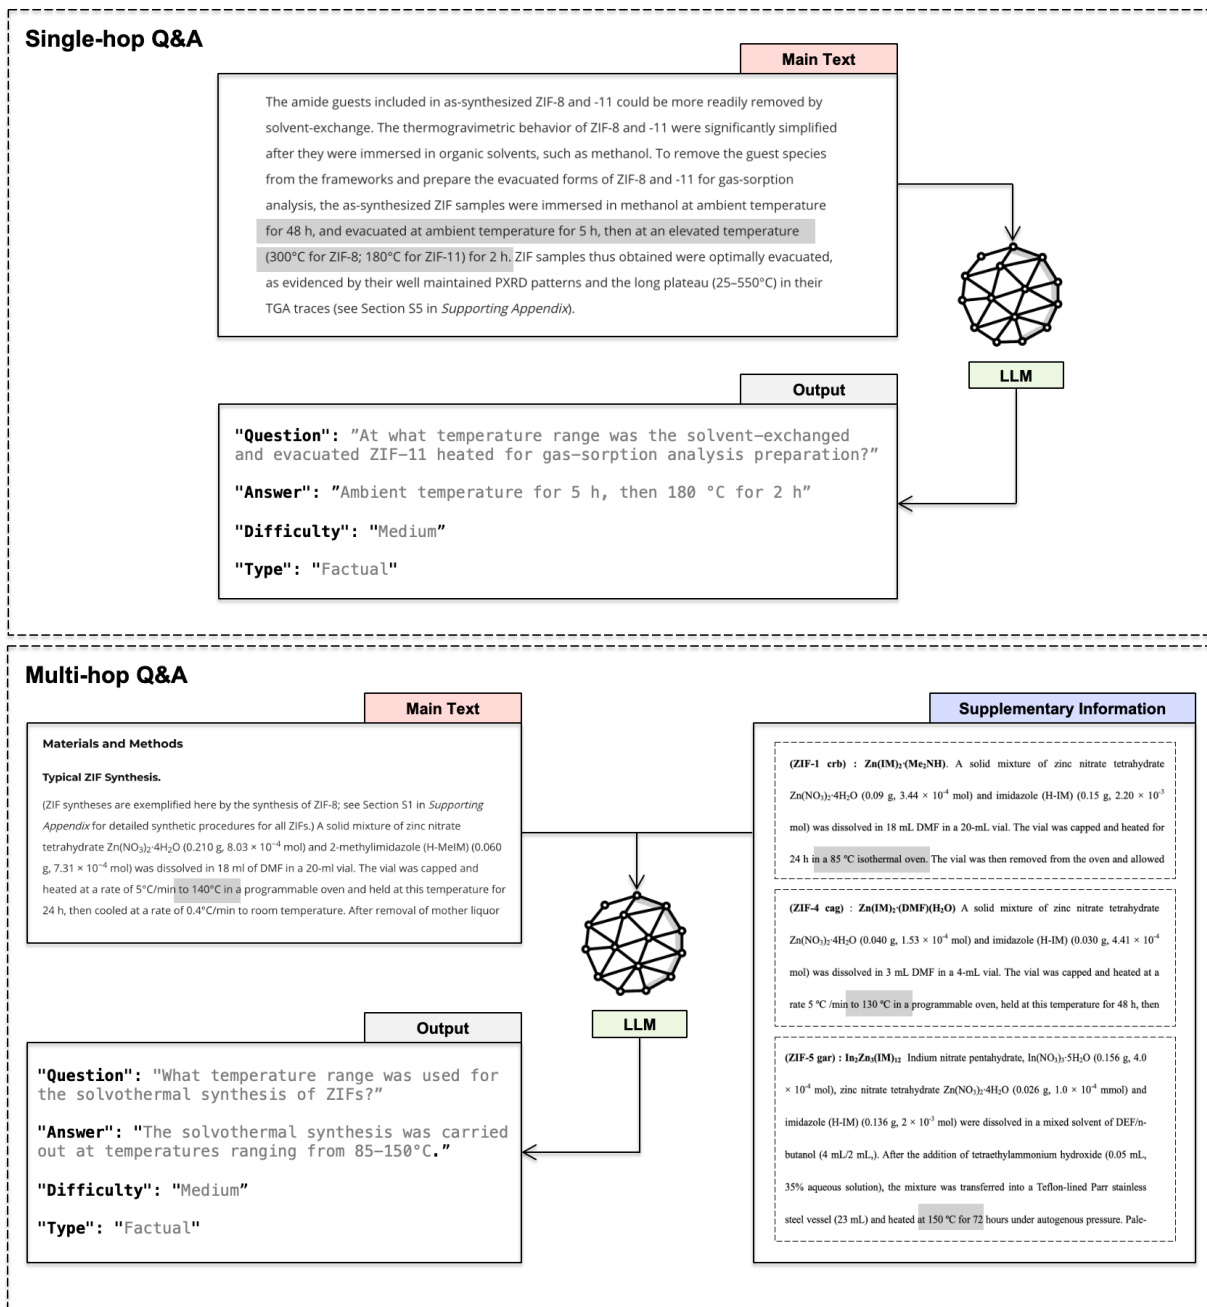 Single-hop Q&A
Main Text
The amide guests included in as-synthesized ZIF-8 and -11 could be more readily removed by
solvent-exchange. The thermogravimetric behavior of ZIF-8 and -11 were significantly simplified
after they were immersed in organic solvents, such as methanol. To remove the guest species
from the frameworks and prepare the evacuated forms of ZIF-8 and -11 for gas-sorption
analysis, the as-synthesized ZIF samples were immersed in methanol at ambient temperature
for 48 h, and evacuated at ambient temperature for 5 h, then at an elevated temperature
(300°C for ZIF-8; 180°C for ZIF-11) for 2 h. ZIF samples thus obtained were optimally evacuated,
as evidenced by their well maintained PXRD patterns and the long plateau (25–550°C) in their
TGA traces (see Section S5 in Supporting Appendix).
LLM
Output
"Question": ”At what temperature range was the solvent-exchanged
and evacuated ZIF-11 heated for gas-sorption analysis preparation?”
"Answer": ”Ambient temperature for 5 h, then 180 °C for 2 h”
"Difficulty": "Medium”
"Type": "Factual"
Multi-hop Q&A
Main Text
Materials and Methods
Typical ZIF Synthesis.
(ZIF syntheses are exemplified here by the synthesis of ZIF-8; see Section S1 in Supporting
Appendix for detailed synthetic procedures for all ZIFs.) A solid mixture of zinc nitrate
tetrahydrate Zn(NO₃)₂·4H₂O (0.210 g, 8.03 × 10⁻⁴ mol) and 2-methylimidazole (H-MeIM) (0.060
g, 7.31 × 10⁻⁴ mol) was dissolved in 18 ml of DMF in a 20-ml vial. The vial was capped and
heated at a rate of 5°C/min to 140°C in a programmable oven and held at this temperature for
24 h, then cooled at a rate of 0.4°C/min to room temperature. After removal of mother liquor
Supplementary Information
(ZIF-1 crb) : Zn(IM)₂·(Me₂NH). A solid mixture of zinc nitrate tetrahydrate
Zn(NO₃)₂·4H₂O (0.09 g, 3.44 × 10⁻⁴ mol) and imidazole (H-IM) (0.15 g, 2.20 × 10⁻³
mol) was dissolved in 18 mL DMF in a 20-mL vial. The vial was capped and heated for
24 h in a 85 ºC isothermal oven. The vial was then removed from the oven and allowed
(ZIF-4 cag) : Zn(IM)₂·(DMF)(H₂O) A solid mixture of zinc nitrate tetrahydrate
Zn(NO₃)₂·4H₂O (0.040 g, 1.53 × 10⁻⁴ mol) and imidazole (H-IM) (0.030 g, 4.41 × 10⁻⁴
mol) was dissolved in 3 mL DMF in a 4-mL vial. The vial was capped and heated at a
rate 5 ºC /min to 130 ºC in a programmable oven, held at this temperature for 48 h, then
(ZIF-5 gar) : In₂Zn₃(IM)₁₂ Indium nitrate pentahydrate, In(NO₃)₃·5H₂O (0.156 g, 4.0
× 10⁻⁴ mol), zinc nitrate tetrahydrate Zn(NO₃)₂·4H₂O (0.026 g, 1.0 × 10⁻⁴ mmol) and
imidazole (H-IM) (0.136 g, 2 × 10⁻³ mol) were dissolved in a mixed solvent of DEF/n-
butanol (4 mL/2 mL,). After the addition of tetraethylammonium hydroxide (0.05 mL,
35% aqueous solution), the mixture was transferred into a Teflon-lined Parr stainless
steel vessel (23 mL) and heated at 150 ºC for 72 hours under autogenous pressure. Pale-
LLM
Output
"Question": "What temperature range was used for
the solvothermal synthesis of ZIFs?”
"Answer": "The solvothermal synthesis was carried
out at temperatures ranging from 85–150°C.”
"Difficulty": "Medium”
"Type": "Factual"